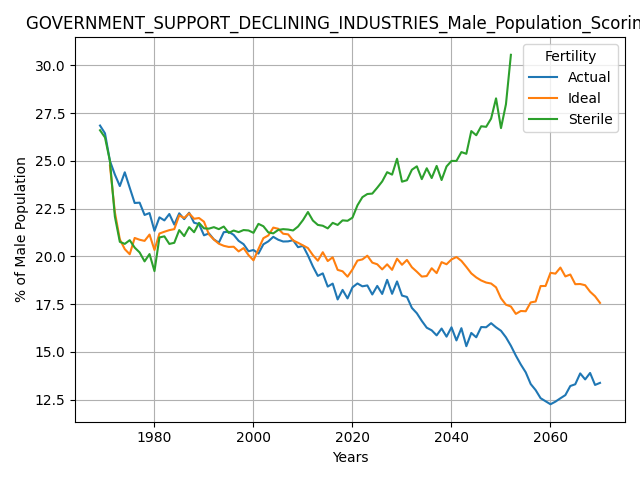 GOVERNMENT_SUPPORT_DECLINING_INDUSTRIES_Male_Population_Scorin
% of Male Population
30.0
27.5
25.0
22.5
20.0
17.5
15.0
12.5
Fertility
Actual
Ideal
Sterile
1980
2000
2020
2040
2060
Years